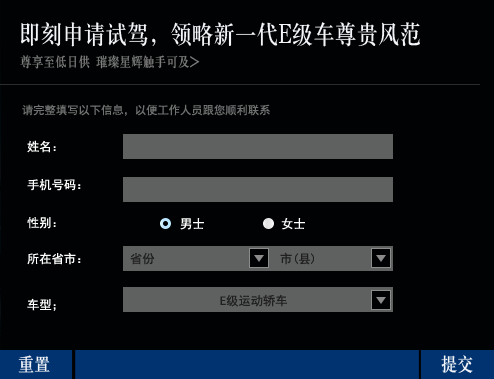 即刻申请试驾，领略新一代E级车尊贵风范
尊享至低日供 璀璨星辉触手可及＞
请完整填写以下信息，以便工作人员跟您顺利联系
姓名：
手机号码：
性别： 男士 女士
所在省市： 省份 市(县)
车型； E级运动轿车
重置 提交